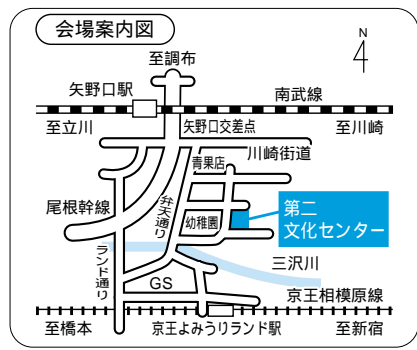 会場案内図
N
至調布
矢野口駅
南武線
至立川
矢野口交差点
至川崎
川崎街道
青果店
尾根幹線
弁天通り
幼稚園
第二
文化センター
ランド通り
三沢川
GS
京王相模原線
至橋本
京王よみうりランド駅
至新宿